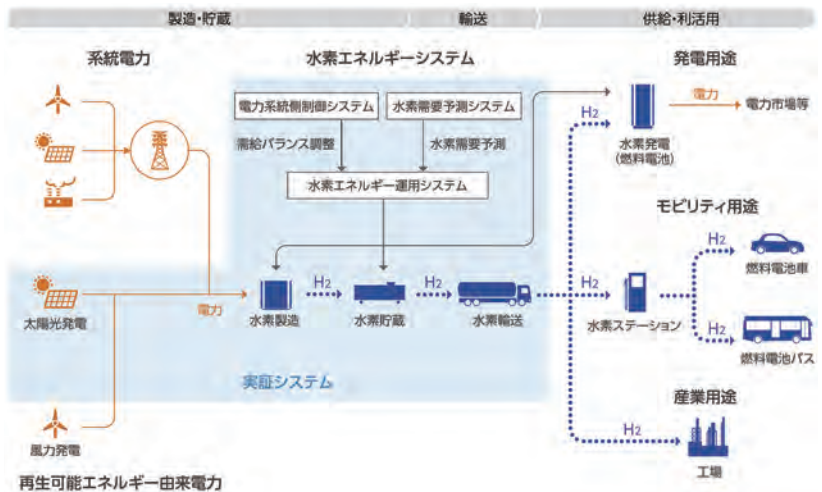 製造・貯蔵
輸送
供給・利活用
系統電力
水素エネルギーシステム
発電用途
電力系統側制御システム
水素需要予測システム
需給バランス調整
水素需要予測
水素エネルギー運用システム
H2
電力
電力市場等
水素発電
(燃料電池)
モビリティ用途
H2
燃料電池車
太陽光発電
電力
H2
H2
H2
水素製造
水素貯蔵
水素輸送
水素ステーション
H2
燃料電池バス
実証システム
産業用途
風力発電
H2
工場
再生可能エネルギー由来電力